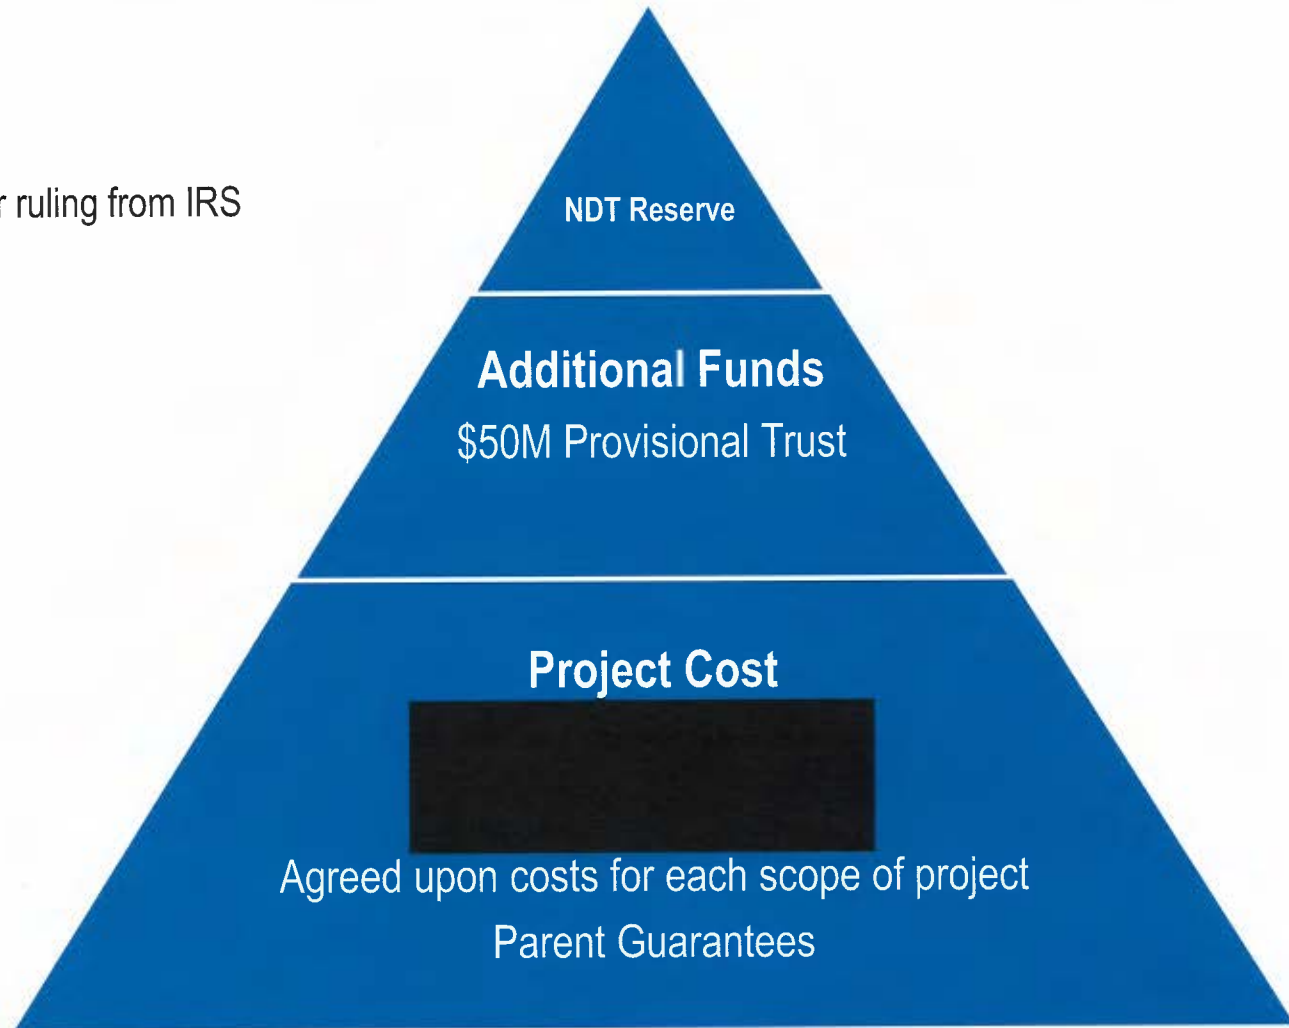 ruling from IRS
NDT Reserve
Additional Funds
$50M Provisional Trust
Project Cost
Agreed upon costs for each scope of project
Parent Guarantees